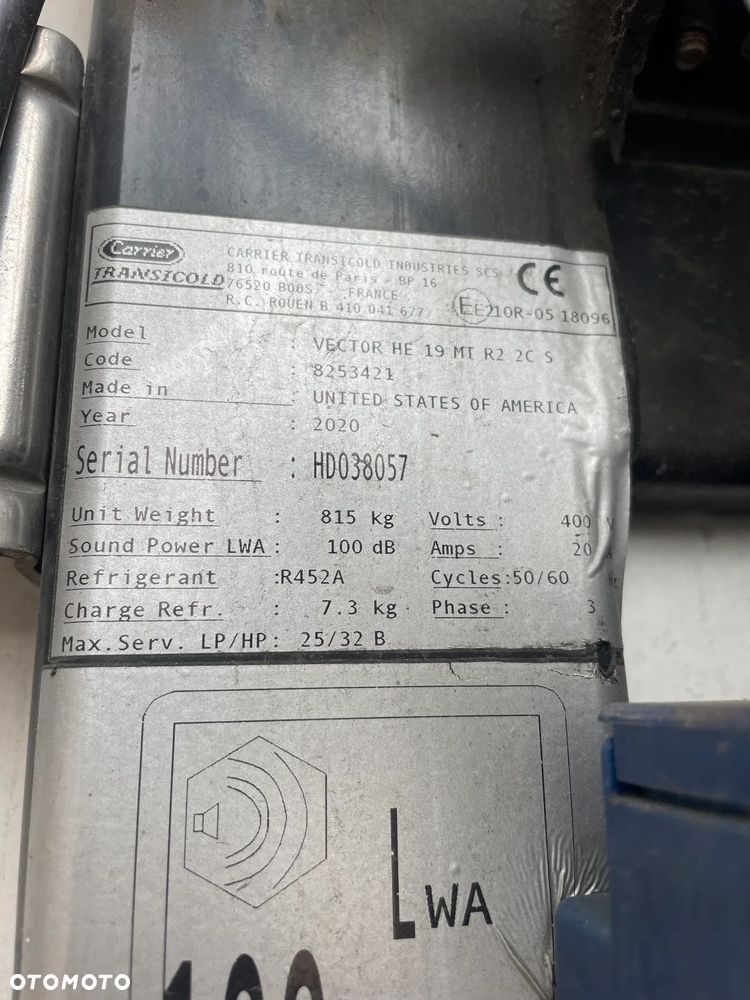 Carrier
TRANSICOLD
CARRIER TRANSICOLD INDUSTRIES SCS
810, route de Paris - BP 16
76520 BOOS - FRANCE
R.C. ROUEN B 410 041 677
CE
E2 10R-05 18096
Model : VECTOR HE 19 MT R2 2C S
Code : 8253421
Made in : UNITED STATES OF AMERICA
Year : 2020
Serial Number : HD038057
Unit Weight : 815 kg Volts : 400 V
Sound Power LWA : 100 dB Amps : 20 A
Refrigerant :R452A Cycles:50/60 Hz
Charge Refr. : 7.3 kg Phase : 3
Max.Serv. LP/HP: 25/32 B
LWA
100
OTOMOTO